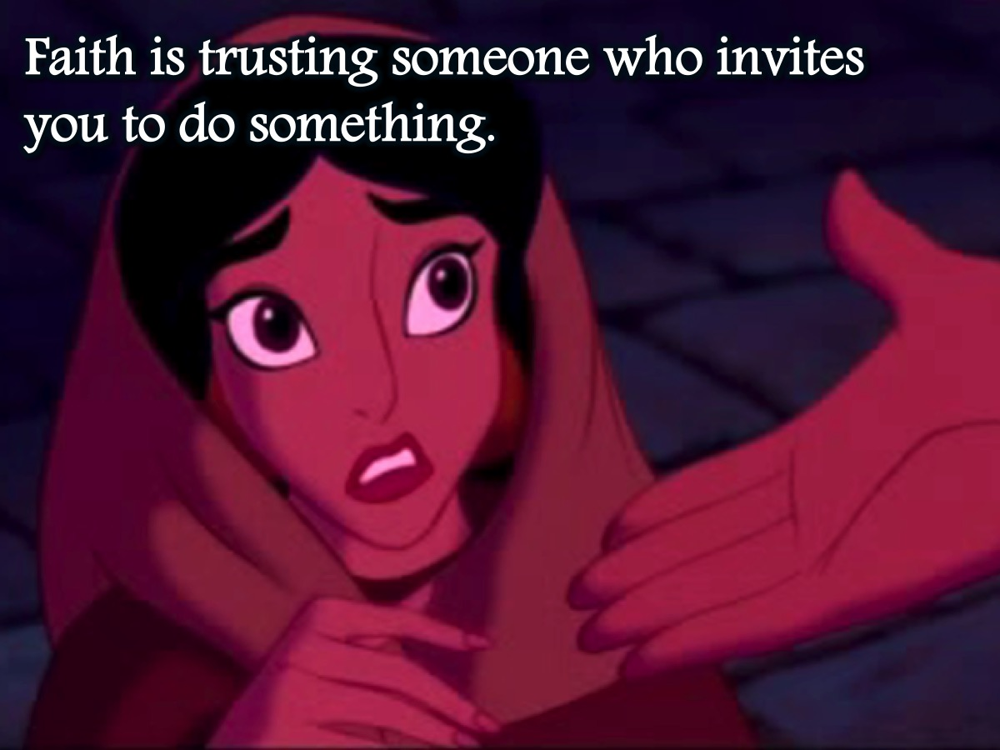 Faith is trusting someone who invites
you to do something.